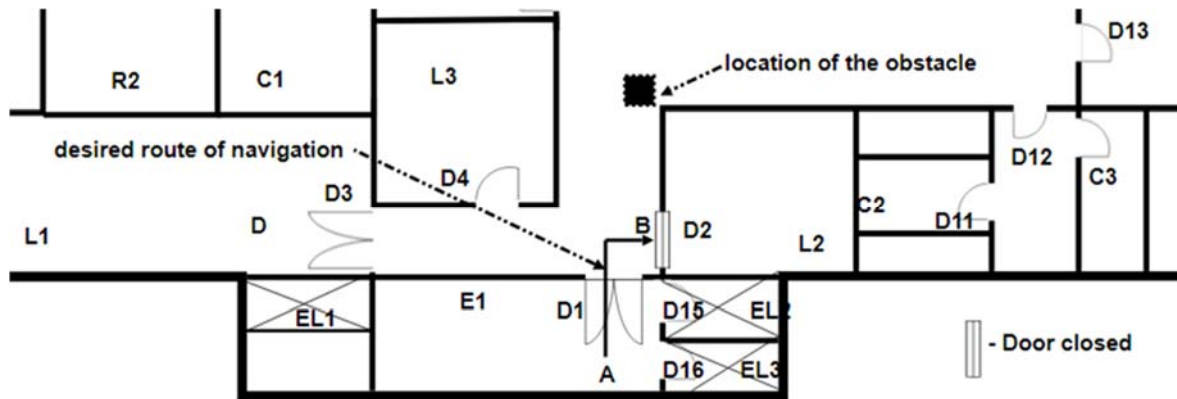 D13
location of the obstacle
R2
C1
L3
desired route of navigation
D4
D12
C3
D3
C2
D11
L1
D
B
D2
L2
E1
D1
D15
EL2
EL1
- Door closed
A
D16
EL3